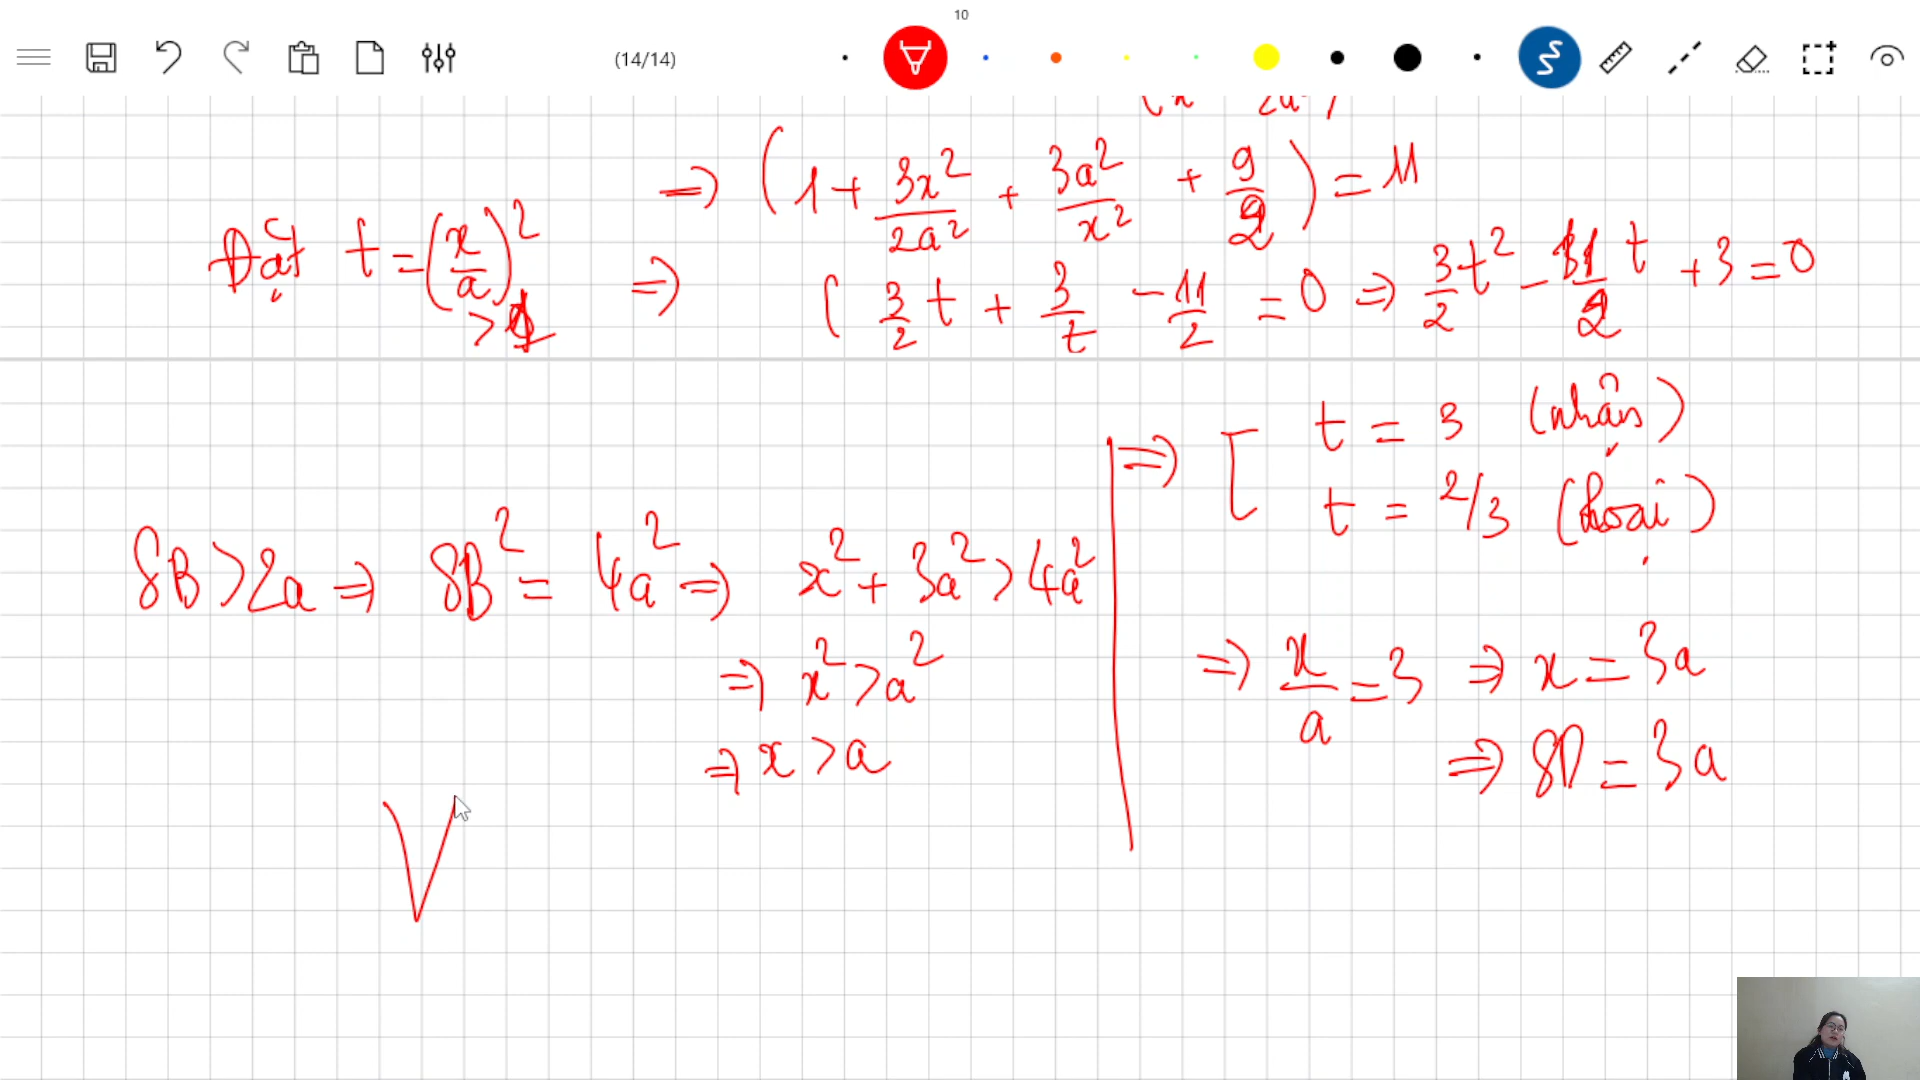 10
(14/14)
⇒ (1 + 3x²/2a² + 3a²/x² + 9/2) = 11
Đặt t = (x/a)² > 1 ⇒ ( 3/2 t + 3/t - 11/2 = 0 ⇒ 3/2 t² - 11/2 t + 3 = 0
⇒ [ t = 3 (nhận)
t = 2/3 (loại)
SB > 2a ⇒ SB² = 4a² ⇒ x² + 3a² > 4a²
⇒ x² > a²
⇒ x > a
⇒ x/a = 3 ⇒ x = 3a
⇒ SD = 3a
V